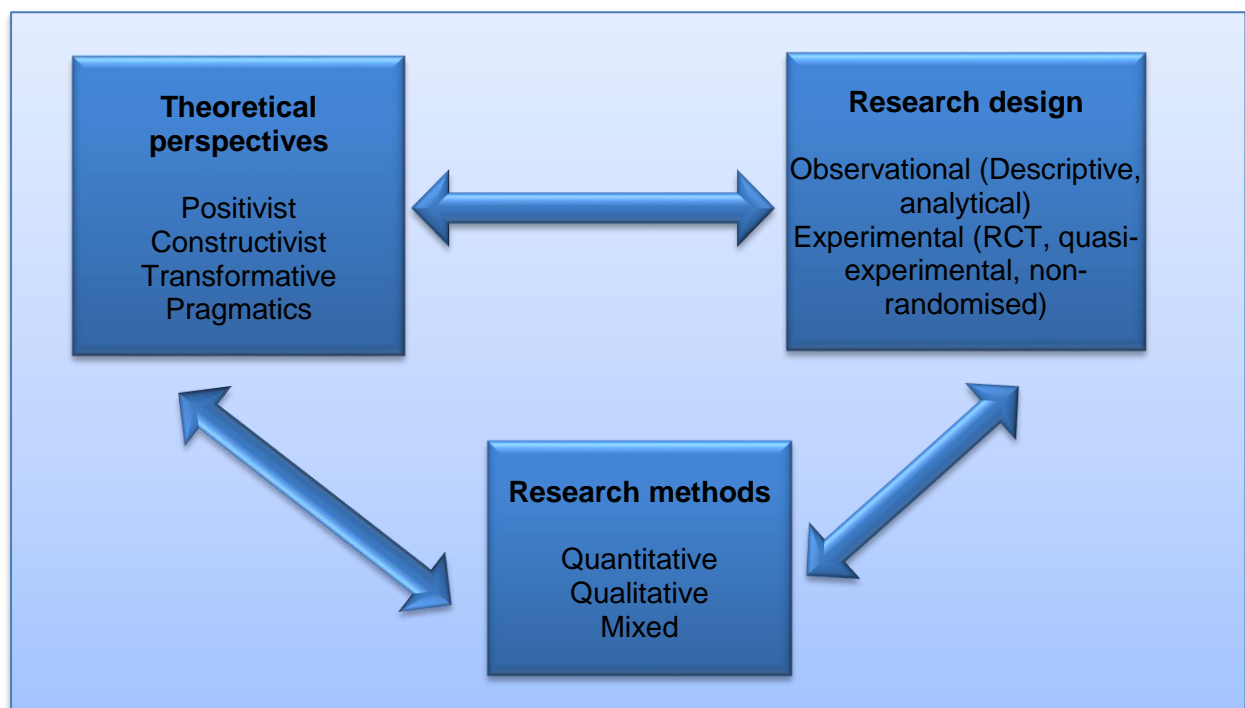 Theoretical
perspectives
Positivist
Constructivist
Transformative
Pragmatics
Research design
Observational (Descriptive,
analytical)
Experimental (RCT, quasi-
experimental, non-
randomised)
Research methods
Quantitative
Qualitative
Mixed